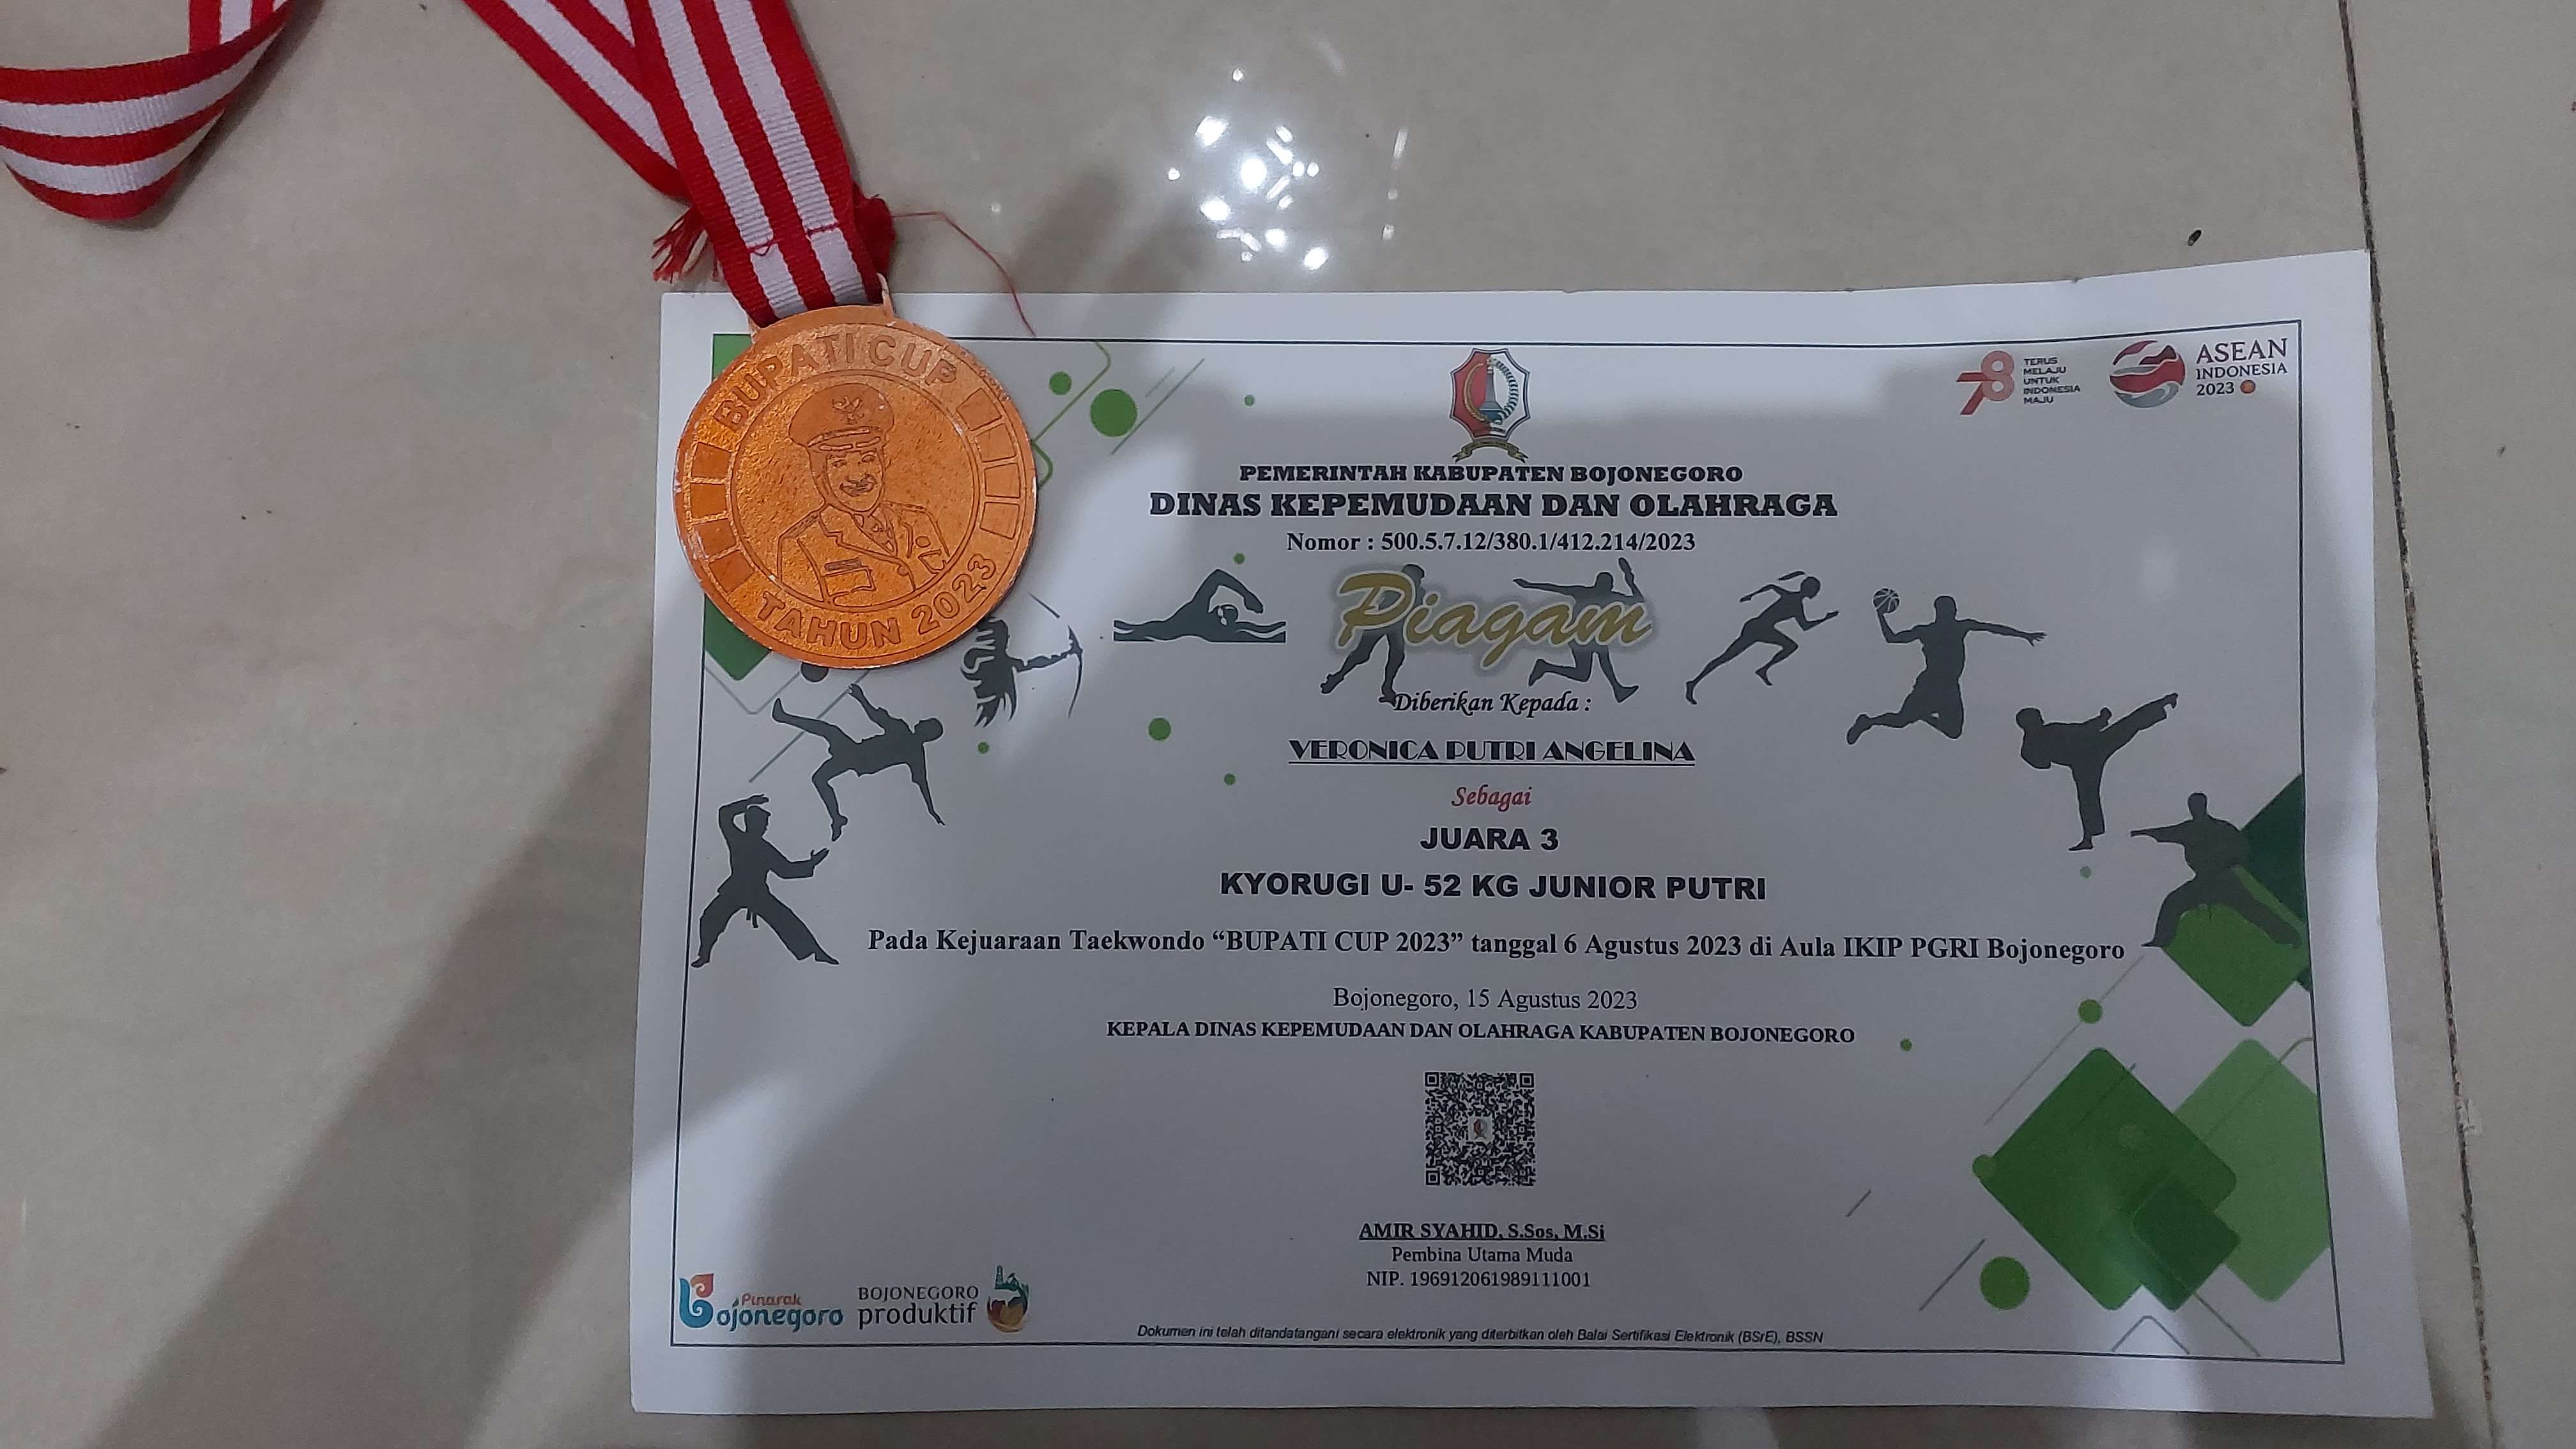 BUPATI CUP
TAHUN 2023
78
TERUS
MELAJU
UNTUK
INDONESIA
MAJU
ASEAN
INDONESIA
2023
PEMERINTAH KABUPATEN BOJONEGORO
DINAS KEPEMUDAAN DAN OLAHRAGA
Nomor : 500.5.7.12/380.1/412.214/2023
Piagam
Diberikan Kepada :
VERONICA PUTRI ANGELINA
Sebagai
JUARA 3
KYORUGI U- 52 KG JUNIOR PUTRI
Pada Kejuaraan Taekwondo “BUPATI CUP 2023” tanggal 6 Agustus 2023 di Aula IKIP PGRI Bojonegoro
Bojonegoro, 15 Agustus 2023
KEPALA DINAS KEPEMUDAAN DAN OLAHRAGA KABUPATEN BOJONEGORO
AMIR SYAHID, S.Sos, M.Si
Pembina Utama Muda
NIP. 196912061989111001
Pinarak
Bojonegoro
BOJONEGORO
produktif
Dokumen ini telah ditandatangani secara elektronik yang diterbitkan oleh Balai Sertifikasi Elektronik (BSrE), BSSN